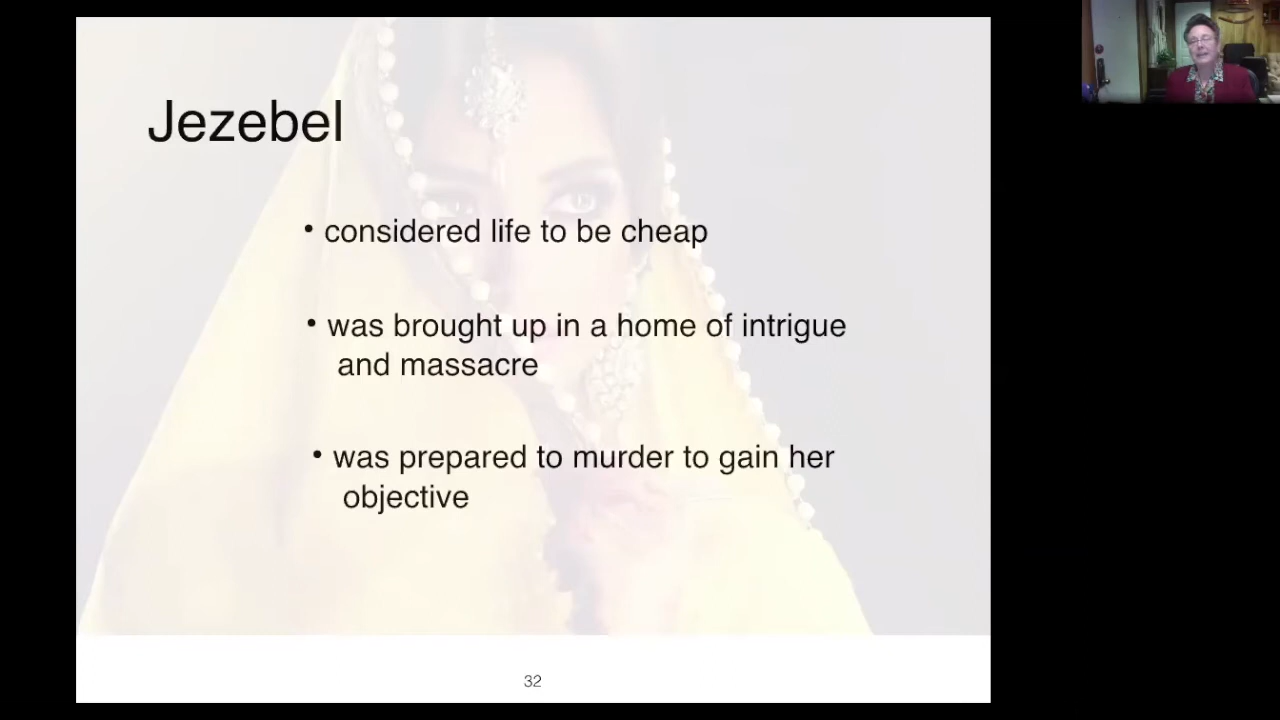 Jezebel
• considered life to be cheap
• was brought up in a home of intrigue
and massacre
• was prepared to murder to gain her
objective
32